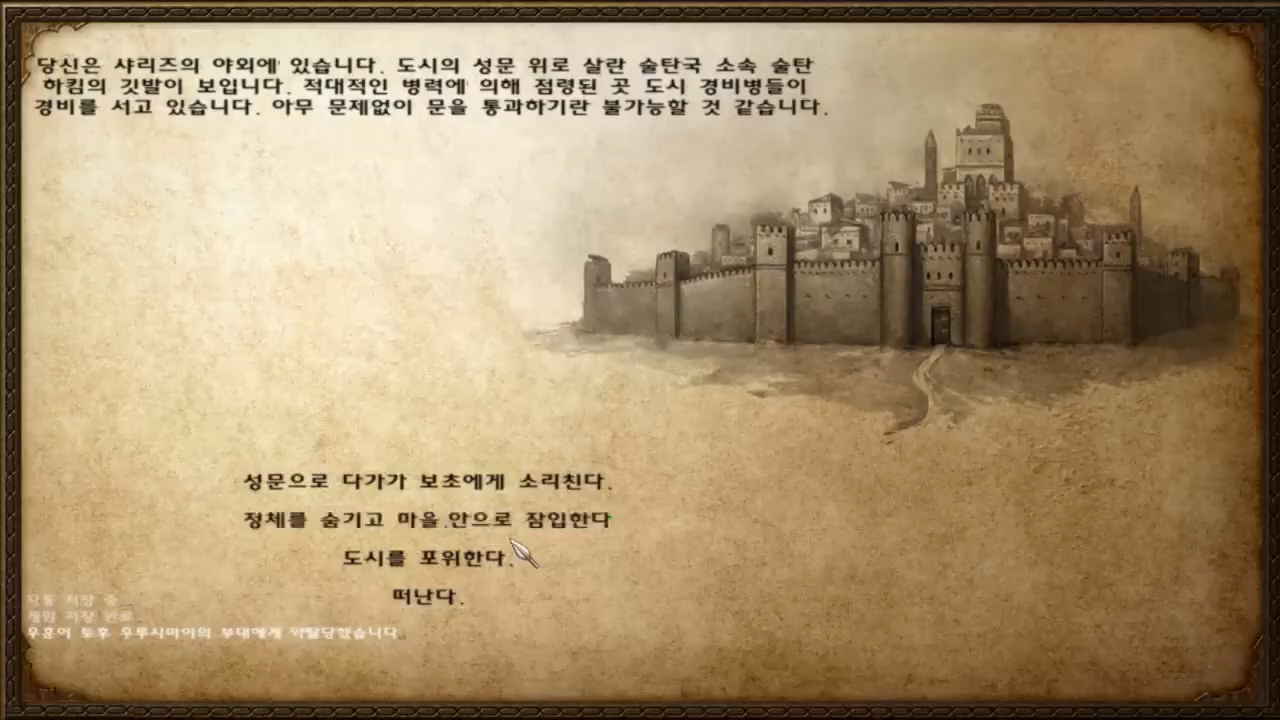 당신은 샤리즈의 야외에 있습니다. 도시의 성문 위로 살란 술탄국 소속 술탄
하킴의 깃발이 보입니다. 적대적인 병력에 의해 점령된 곳 도시 경비병들이
경비를 서고 있습니다. 아무 문제없이 문을 통과하기란 불가능할 것 같습니다.
성문으로 다가가 보초에게 소리친다.
정체를 숨기고 마을 안으로 잠입한다
도시를 포위한다.
떠난다.
자동 저장 중
게임 저장 완료
우훈이 토후 우루시마이의 부대에게 약탈당했습니다.